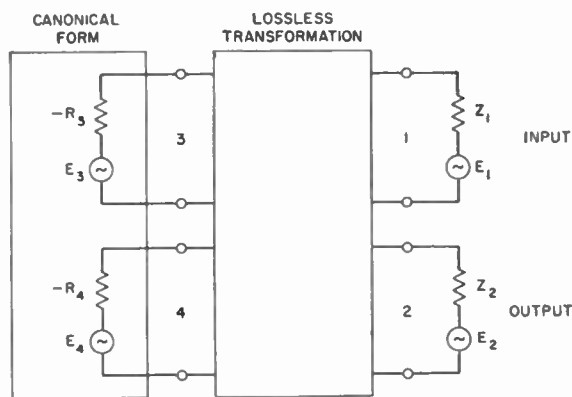 CANONICAL
FORM
LOSSLESS
TRANSFORMATION
-R3
E3
3
1
Z1
E1
INPUT
-R4
E4
4
2
Z2
E2
OUTPUT